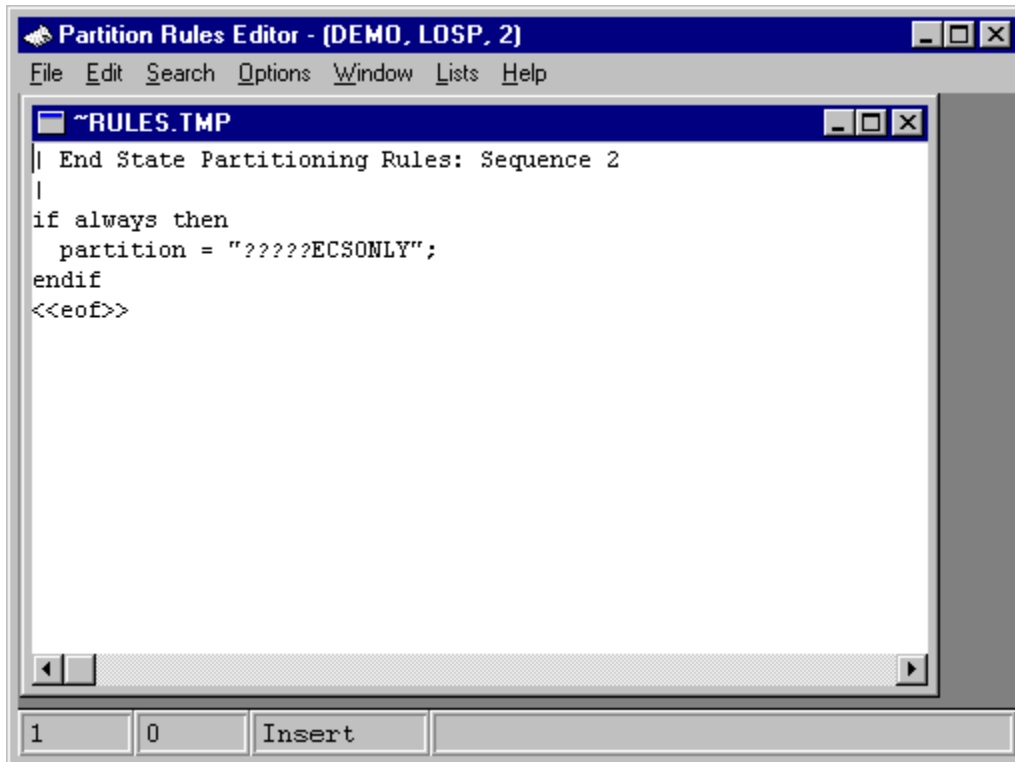 Partition Rules Editor - (DEMO, LOSP, 2)
File Edit Search Options Window Lists Help
~RULES.TMP
| End State Partitioning Rules: Sequence 2
|
if always then
  partition = "?????ECSONLY";
endif
<<eof>>
1 0 Insert